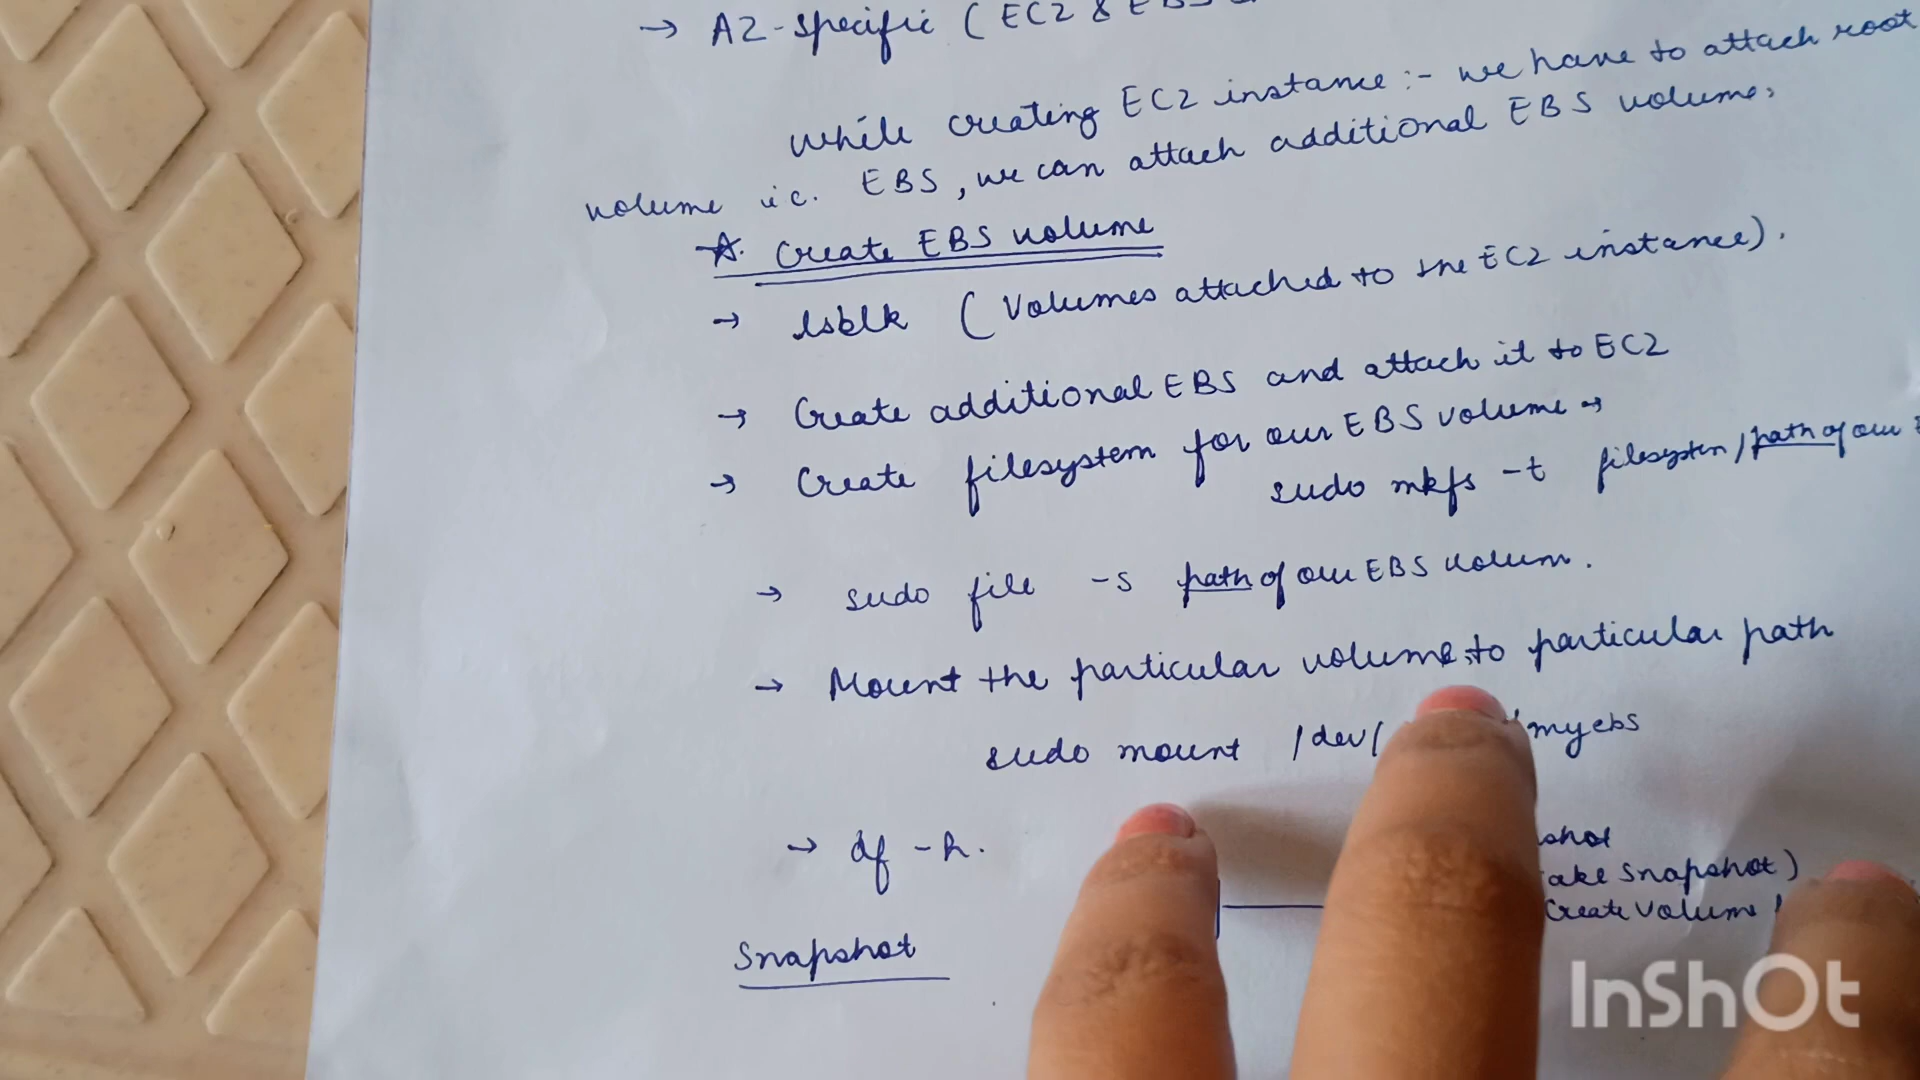 → AZ-specific ( EC2 & EBS
While creating EC2 instance :- we have to attach root
volume i.e. EBS, we can attach additional EBS volume.
A. Create EBS volume
→ lsblk ( Volumes attached to the EC2 instance).
→ Create additional EBS and attach it to EC2
→ Create filesystem for our EBS volume →
sudo mkfs -t filesystem / path of our
→ sudo file -s path of our EBS volum.
→ Mount the particular volume to particular path
sudo mount /dev/ myebs
→ df -h.
shot
ake Snapshot)
Create Volume
Snapshot
InShOt